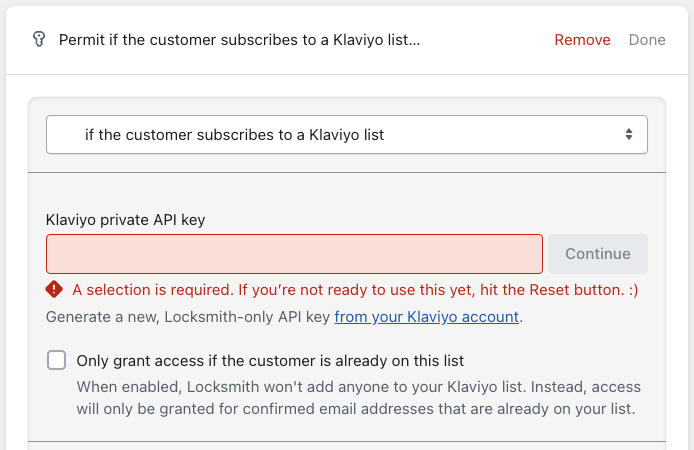 Permit if the customer subscribes to a Klaviyo list... Remove Done
if the customer subscribes to a Klaviyo list
Klaviyo private API key
Continue
A selection is required. If you’re not ready to use this yet, hit the Reset button. :)
Generate a new, Locksmith-only API key from your Klaviyo account.
Only grant access if the customer is already on this list
When enabled, Locksmith won't add anyone to your Klaviyo list. Instead, access
will only be granted for confirmed email addresses that are already on your list.